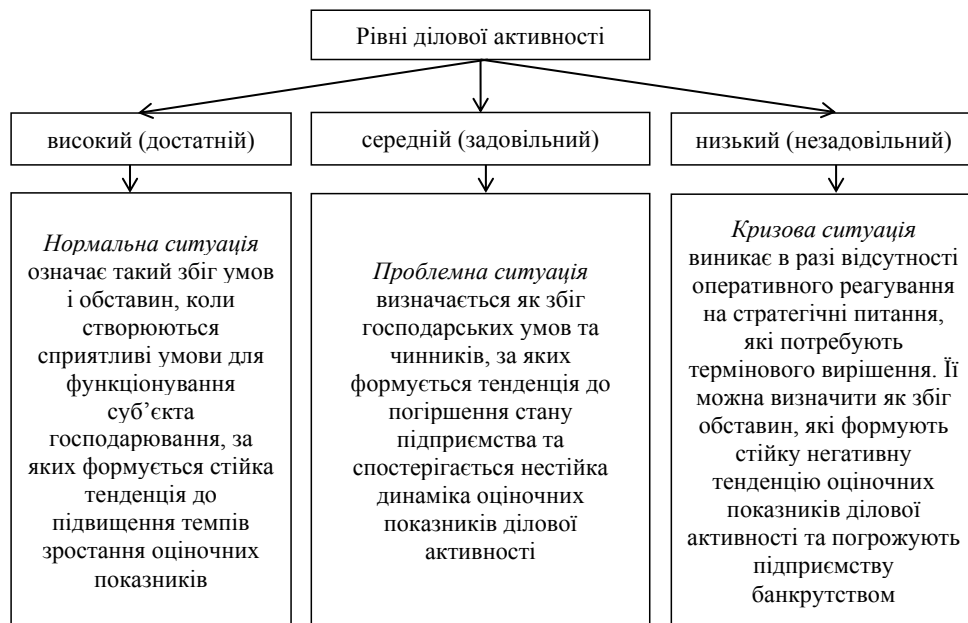 Рівні ділової активності
високий (достатній)
середній (задовільний)
низький (незадовільний)
Нормальна ситуація
означає такий збіг умов
і обставин, коли
створюються
сприятливі умови для
функціонування
суб’єкта
господарювання, за
яких формується стійка
тенденція до
підвищення темпів
зростання оціночних
показників
Проблемна ситуація
визначається як збіг
господарських умов та
чинників, за яких
формується тенденція до
погіршення стану
підприємства та
спостерігається нестійка
динаміка оціночних
показників ділової
активності
Кризова ситуація
виникає в разі відсутності
оперативного реагування
на стратегічні питання,
які потребують
термінового вирішення. Її
можна визначити як збіг
обставин, які формують
стійку негативну
тенденцію оціночних
показників ділової
активності та погрожують
підприємству
банкрутством